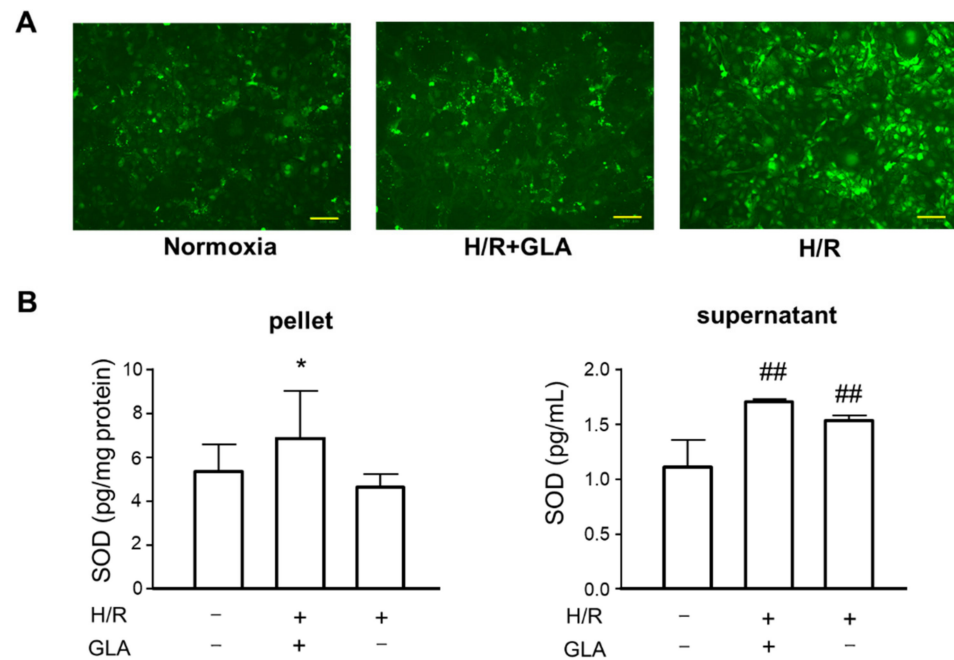 A
Normoxia
H/R+GLA
H/R
B
pellet
supernatant
SOD (pg/mg protein)
10
8
6
4
2
0
*
H/R − + +
GLA − + −
SOD (pg/mL)
2.0
1.5
1.0
0.5
0.0
##
##
H/R − + +
GLA − + −